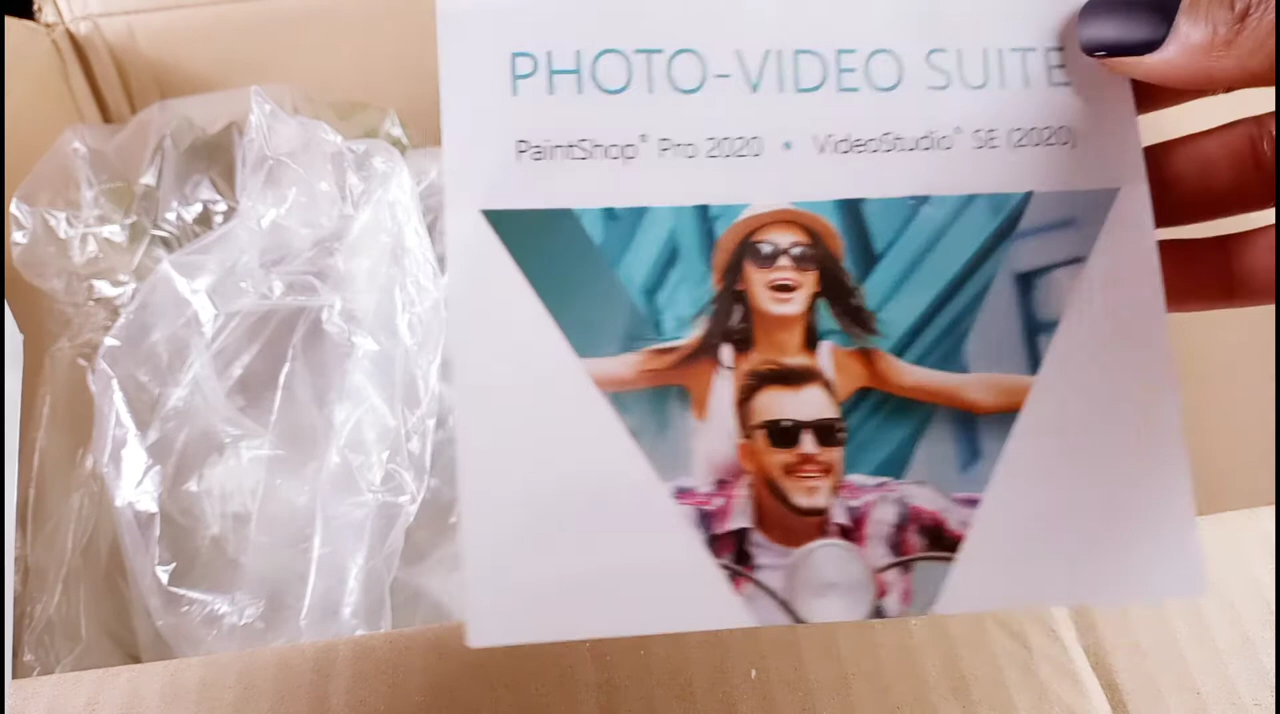 PHOTO-VIDEO SUITE
PaintShop® Pro 2020 • VideoStudio® SE (2020)